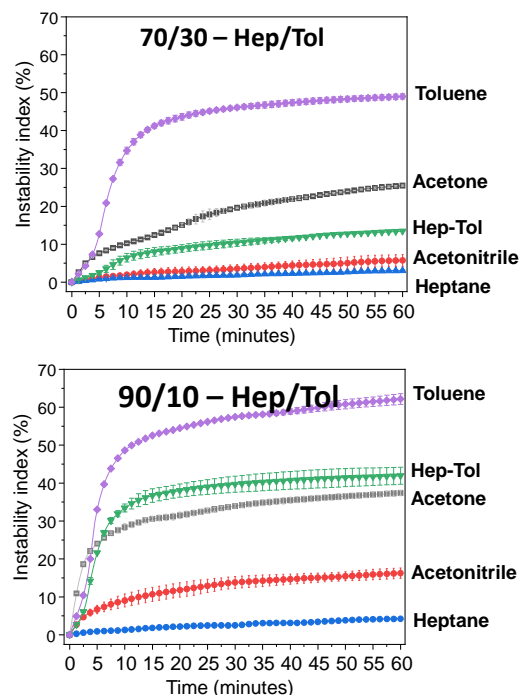 70/30 – Hep/Tol
Instability index (%)
70
60
50
40
30
20
10
0
Toluene
Acetone
Hep-Tol
Acetonitrile
Heptane
0 5 10 15 20 25 30 35 40 45 50 55 60
Time (minutes)
90/10 – Hep/Tol
Instability index (%)
70
60
50
40
30
20
10
0
Toluene
Hep-Tol
Acetone
Acetonitrile
Heptane
0 5 10 15 20 25 30 35 40 45 50 55 60
Time (minutes)